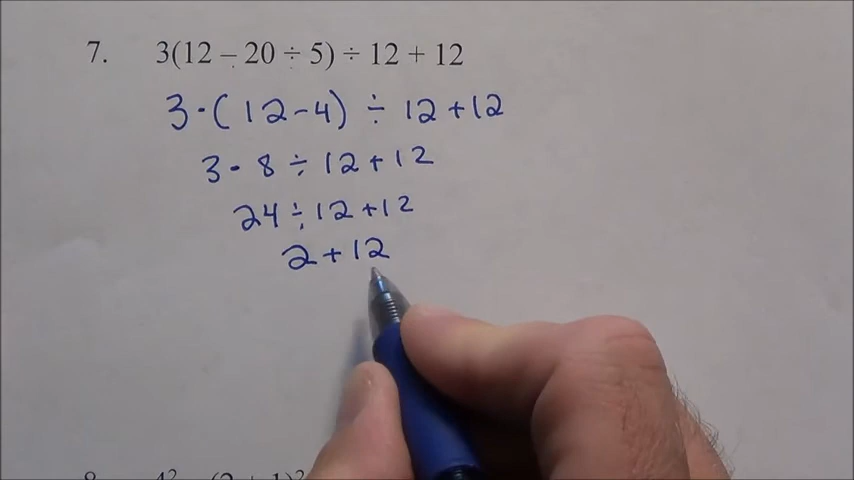 7. 3(12 – 20 ÷ 5) ÷ 12 + 12
3·(12-4) ÷ 12+12
3·8 ÷ 12+12
24÷12+12
2+12